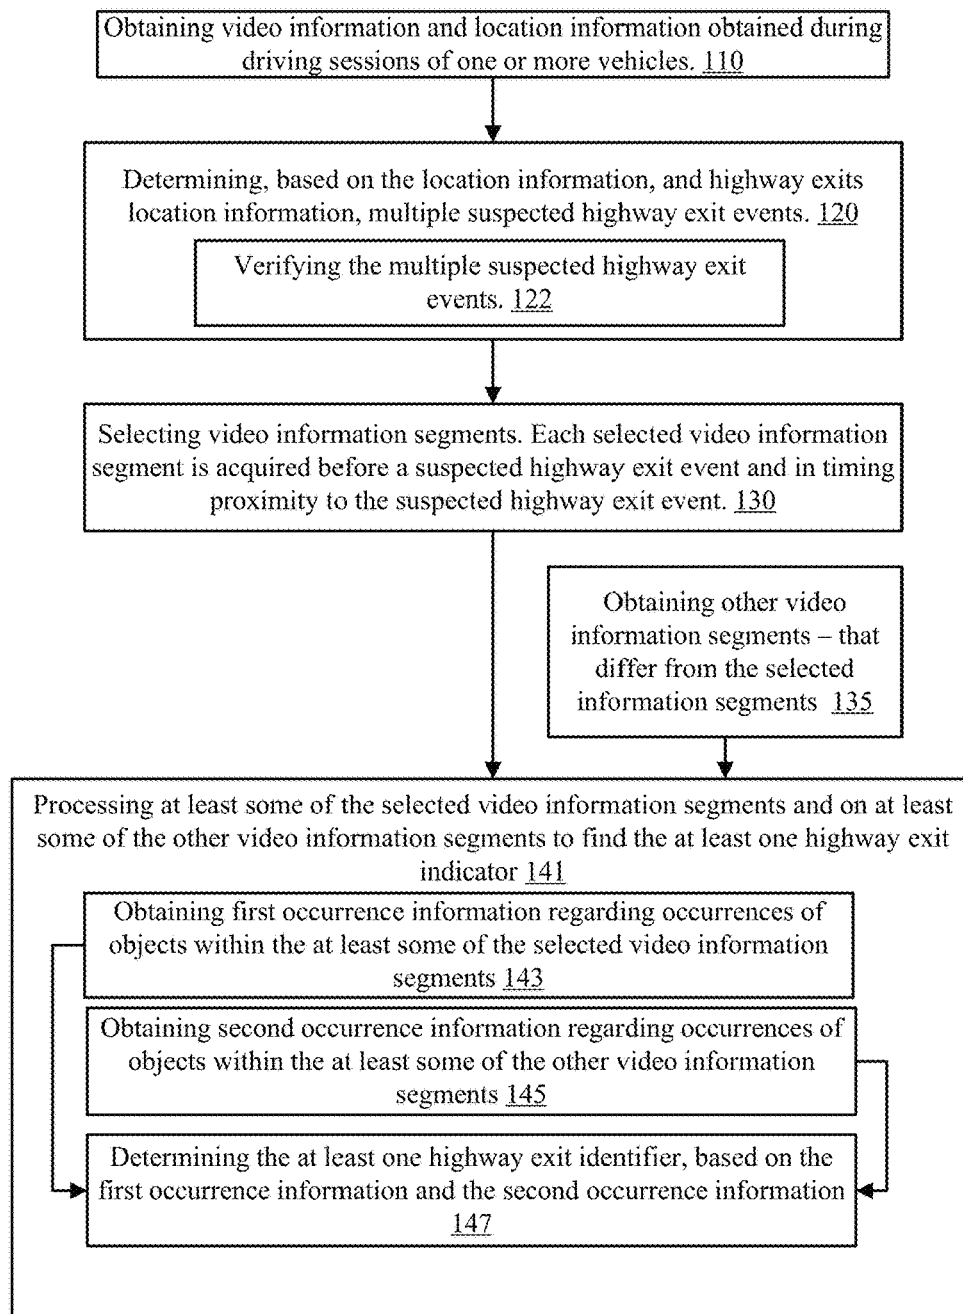 Obtaining video information and location information obtained during
driving sessions of one or more vehicles. 110
Determining, based on the location information, and highway exits
location information, multiple suspected highway exit events. 120
Verifying the multiple suspected highway exit
events. 122
Selecting video information segments. Each selected video information
segment is acquired before a suspected highway exit event and in timing
proximity to the suspected highway exit event. 130
Obtaining other video
information segments – that
differ from the selected
information segments 135
Processing at least some of the selected video information segments and on at least
some of the other video information segments to find the at least one highway exit
indicator 141
Obtaining first occurrence information regarding occurrences of
objects within the at least some of the selected video information
segments 143
Obtaining second occurrence information regarding occurrences of
objects within the at least some of the other video information
segments 145
Determining the at least one highway exit identifier, based on the
first occurrence information and the second occurrence information
147